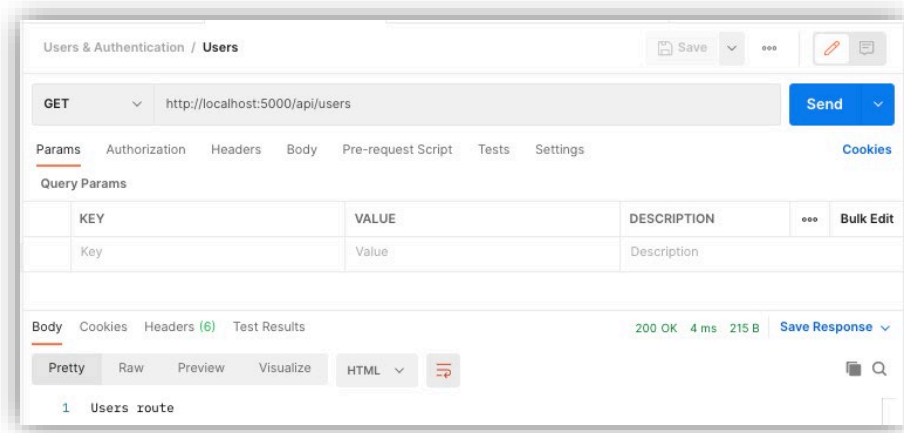 Users & Authentication / Users Save ooo
GET http://localhost:5000/api/users Send
Params Authorization Headers Body Pre-request Script Tests Settings Cookies
Query Params
KEY VALUE DESCRIPTION ooo Bulk Edit
Key Value Description
Body Cookies Headers (6) Test Results 200 OK 4 ms 215 B Save Response
Pretty Raw Preview Visualize HTML
1 Users route